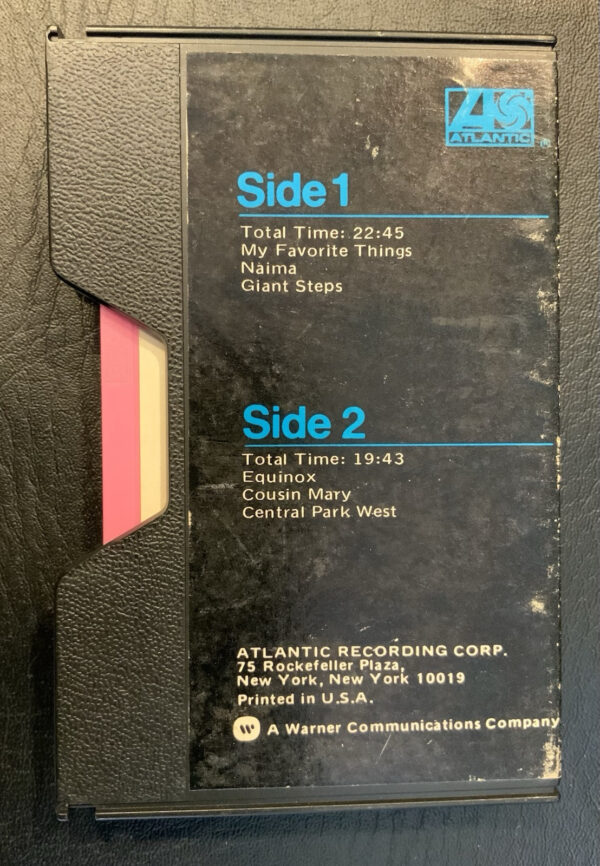 ATLANTIC
®
Side 1
Total Time: 22:45
My Favorite Things
Naima
Giant Steps
Side 2
Total Time: 19:43
Equinox
Cousin Mary
Central Park West
ATLANTIC RECORDING CORP.
75 Rockefeller Plaza,
New York, New York 10019
Printed in U.S.A.
A Warner Communications Company